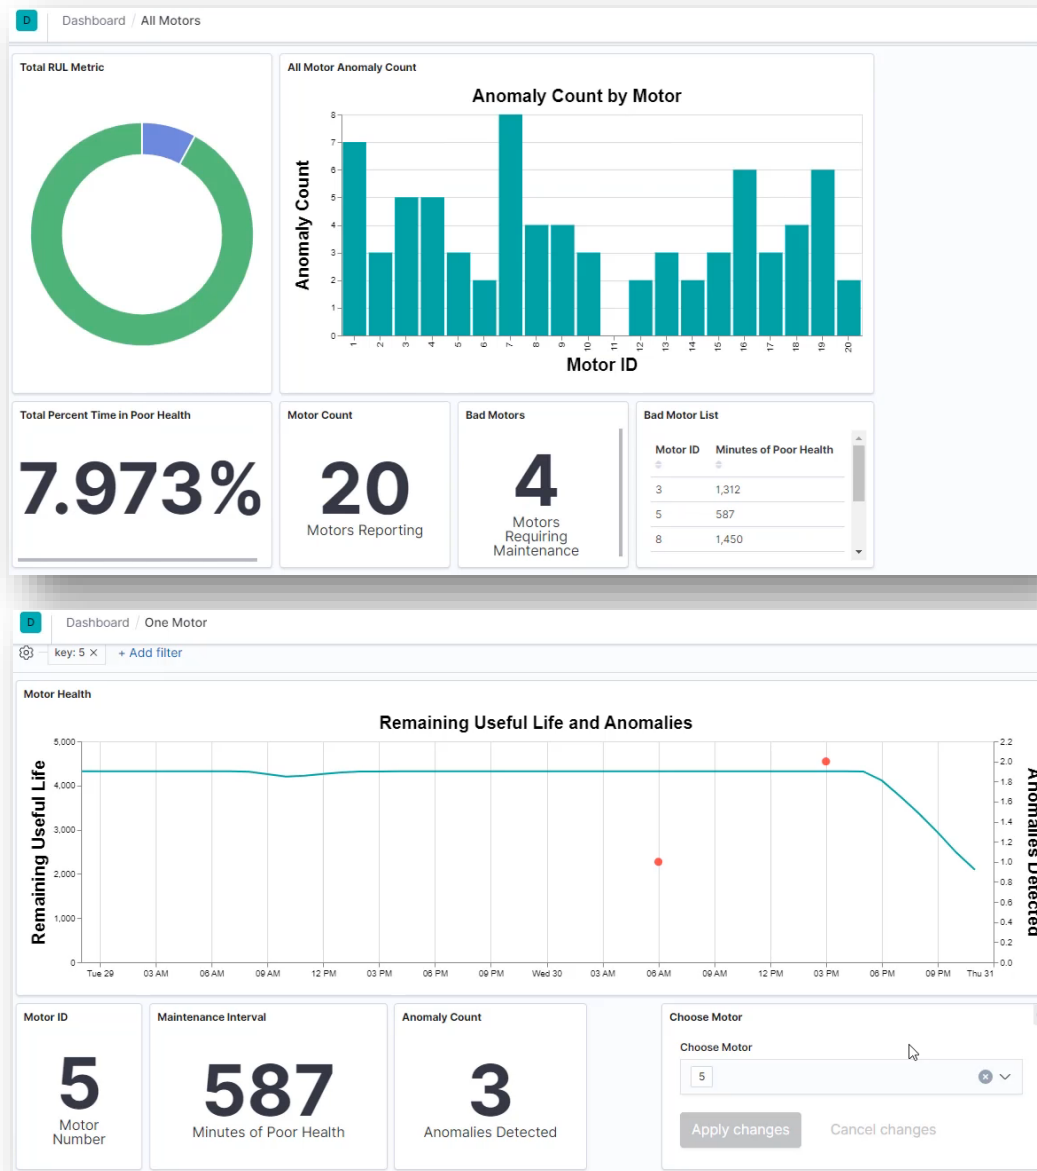 D Dashboard / All Motors
Total RUL Metric
All Motor Anomaly Count
Anomaly Count by Motor
Anomaly Count
8
7
6
5
4
3
2
1
0
1 2 3 4 5 6 7 8 9 10 11 12 13 14 15 16 17 18 19 20
Motor ID
Total Percent Time in Poor Health
7.973%
Motor Count
20
Motors Reporting
Bad Motors
4
Motors
Requiring
Maintenance
Bad Motor List
Motor ID Minutes of Poor Health
3 1,312
5 587
8 1,450
D Dashboard / One Motor
key: 5 × + Add filter
Motor Health
Remaining Useful Life and Anomalies
Remaining Useful Life
5,000
4,000
3,000
2,000
1,000
0
Tue 29 03 AM 06 AM 09 AM 12 PM 03 PM 06 PM 09 PM Wed 30 03 AM 06 AM 09 AM 12 PM 03 PM 06 PM 09 PM Thu 31
2.2
2.0
1.8
1.6
1.4
1.2
1.0
0.8
0.6
0.4
0.2
0.0
Anomalies Detected
Motor ID
5
Motor
Number
Maintenance Interval
587
Minutes of Poor Health
Anomaly Count
3
Anomalies Detected
Choose Motor
Choose Motor
5
Apply changes Cancel changes